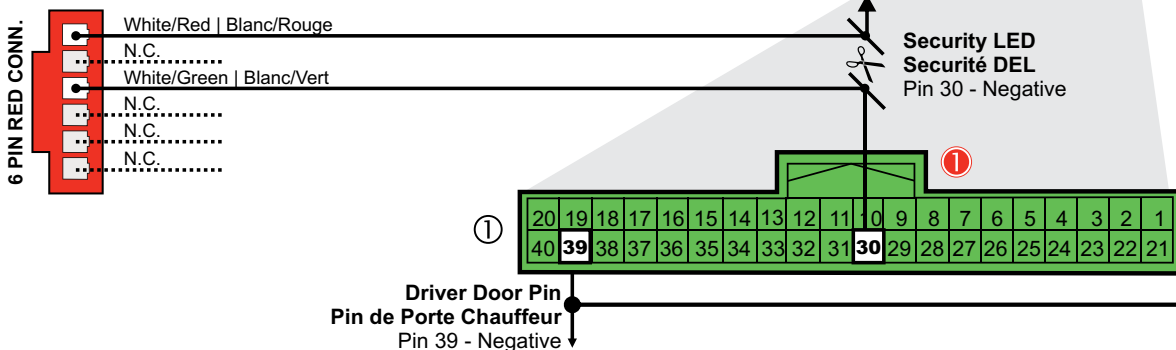 6 PIN RED CONN.
White/Red | Blanc/Rouge
N.C.
White/Green | Blanc/Vert
N.C.
N.C.
N.C.
Security LED
Securité DEL
Pin 30 - Negative
1
1
20 19 18 17 16 15 14 13 12 11 10 9 8 7 6 5 4 3 2 1
40 39 38 37 36 35 34 33 32 31 30 29 28 27 26 25 24 23 22 21
Driver Door Pin
Pin de Porte Chauffeur
Pin 39 - Negative